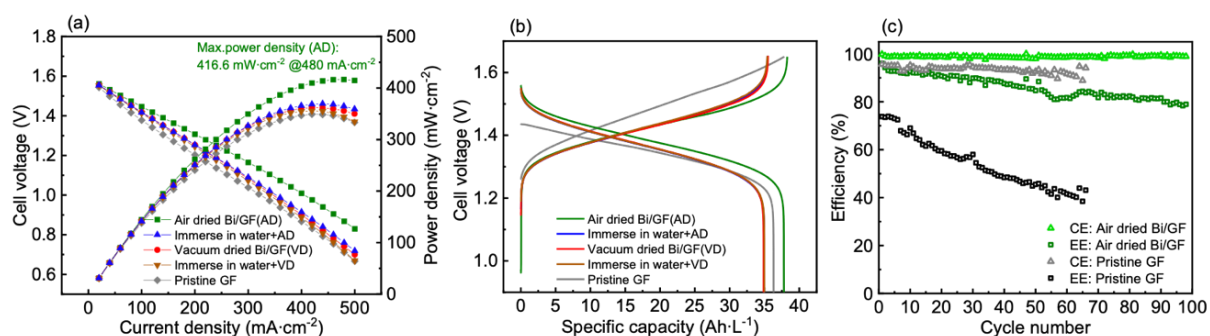 (a)
Max.power density (AD):
416.6 mW·cm⁻² @480 mA·cm⁻²
Cell voltage (V)
1.8
1.6
1.4
1.2
1.0
0.8
0.6
Air dried Bi/GF(AD)
Immerse in water+AD
Vacuum dried Bi/GF(VD)
Immerse in water+VD
Pristine GF
0 100 200 300 400 500
Current density (mA·cm⁻²)
500
400
300
200
100
0
Power density (mW·cm⁻²)
(b)
Cell voltage (V)
1.6
1.4
1.2
1.0
Air dried Bi/GF(AD)
Immerse in water+AD
Vacuum dried Bi/GF(VD)
Immerse in water+VD
Pristine GF
0 5 10 15 20 25 30 35 40
Specific capacity (Ah·L⁻¹)
(c)
Efficiency (%)
100
80
60
40
20
0
CE: Air dried Bi/GF
EE: Air dried Bi/GF
CE: Pristine GF
EE: Pristine GF
0 10 20 30 40 50 60 70 80 90 100
Cycle number